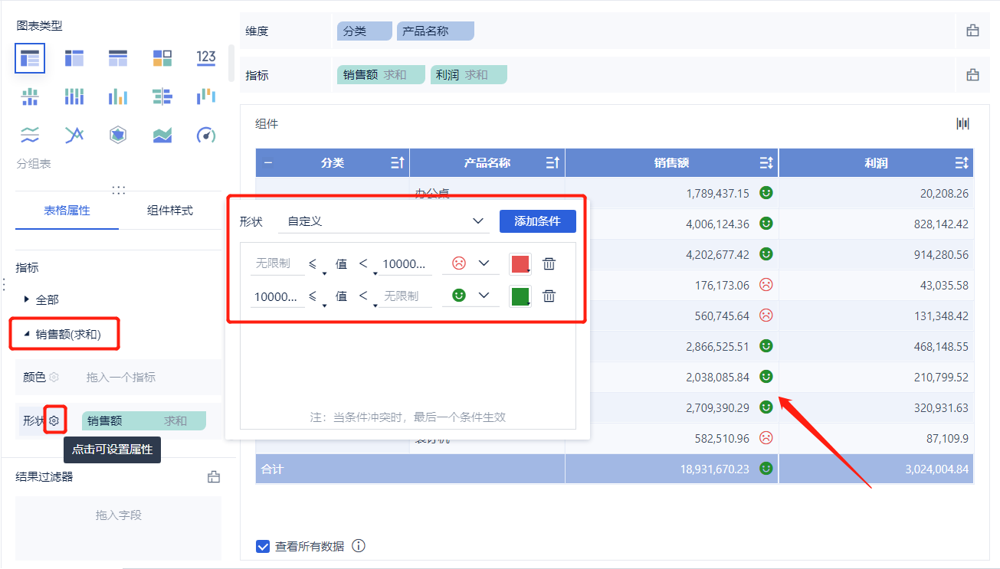 图表类型
123
分组表
表格属性 组件样式
指标
全部
销售额(求和)
颜色 拖入一个指标
形状 销售额 求和
点击可设置属性
结果过滤器
拖入字段
维度 分类 产品名称
指标 销售额 求和 利润 求和
组件
分类 产品名称 销售额 利润
办公桌 1,789,437.15 20,208.26
4,006,124.36 828,142.42
4,202,677.42 914,280.56
176,173.06 43,035.58
560,745.64 131,348.42
2,866,525.51 468,148.55
2,038,085.84 210,799.52
2,709,390.29 320,931.63
装订机 582,510.96 87,109.9
合计 18,931,670.23 3,024,004.84
形状 自定义 添加条件
无限制 ≤ 值 < 10000...
10000... ≤ 值 < 无限制
注：当条件冲突时，最后一个条件生效
查看所有数据